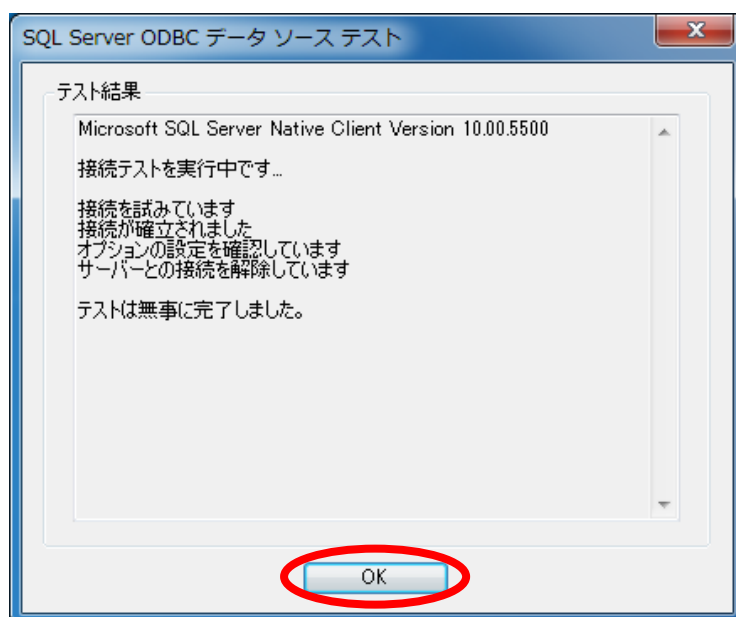 SQL Server ODBC データ ソース テスト
テスト結果
Microsoft SQL Server Native Client Version 10.00.5500
接続テストを実行中です...
接続を試みています
接続が確立されました
オプションの設定を確認しています
サーバーとの接続を解除しています
テストは無事に完了しました。
OK